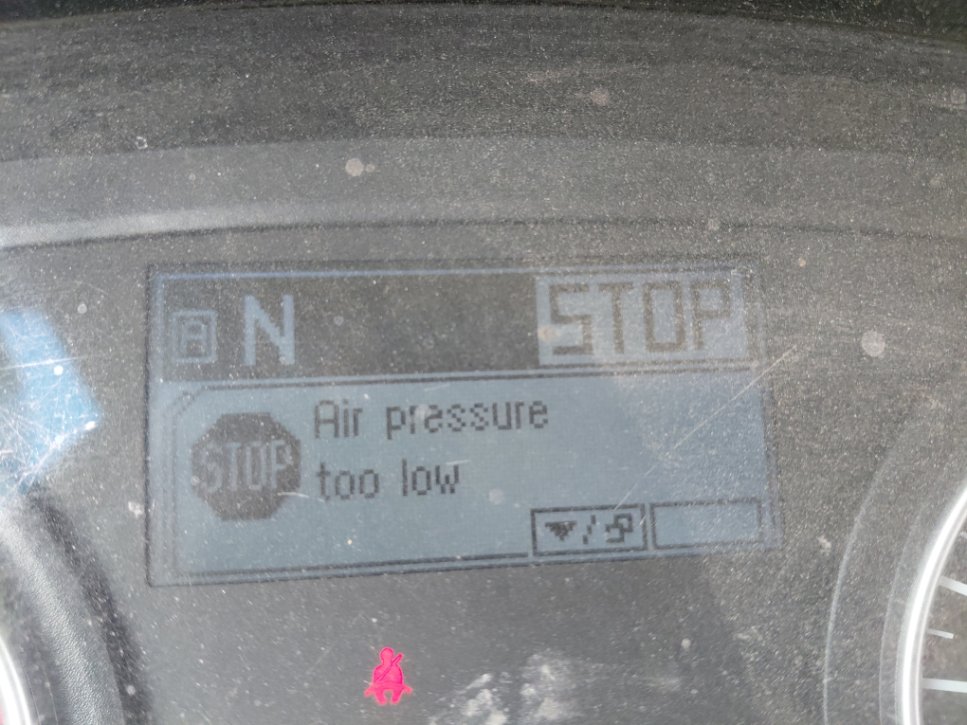 A N STOP
STOP Air pressure
too low